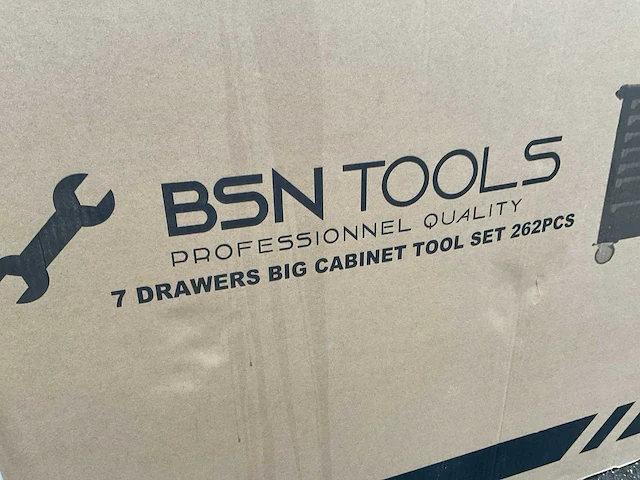 BSN TOOLS
PROFESSIONNEL QUALITY
7 DRAWERS BIG CABINET TOOL SET 262PCS